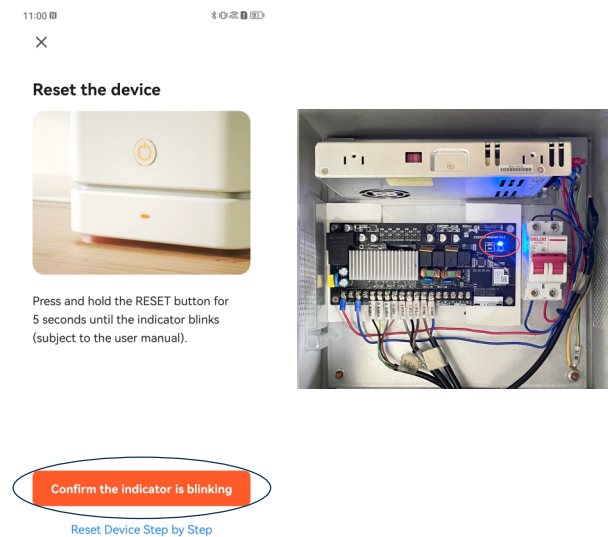 11:00
Reset the device
Press and hold the RESET button for
5 seconds until the indicator blinks
(subject to the user manual).
Confirm the indicator is blinking
Reset Device Step by Step
DELIXI